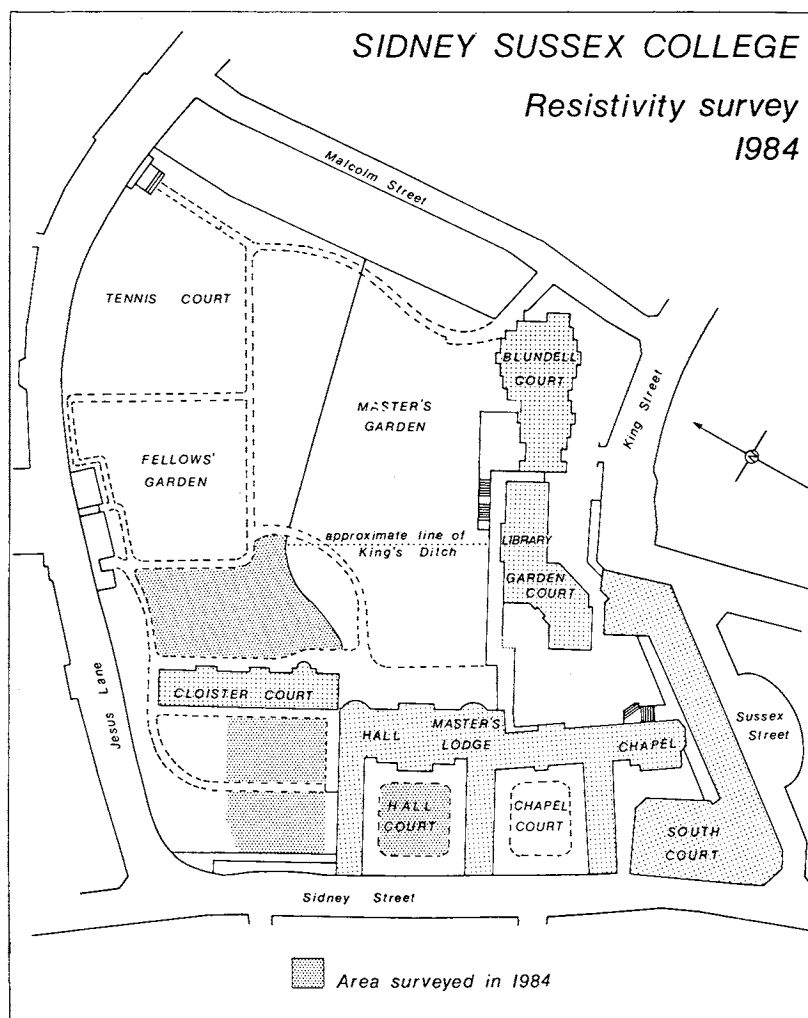 SIDNEY SUSSEX COLLEGE
Resistivity survey
1984
Malcolm Street
TENNIS COURT
BLUNDELL
COURT
King Street
MASTER'S
GARDEN
N
FELLOWS'
GARDEN
approximate line of
King's Ditch
LIBRARY
GARDEN
COURT
Jesus Lane
CLOISTER COURT
Sussex
Street
HALL
MASTER'S
LODGE
CHAPEL
HALL
COURT
CHAPEL
COURT
SOUTH
COURT
Sidney Street
Area surveyed in 1984